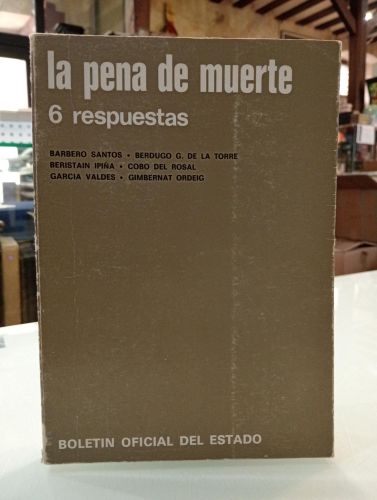 la pena de muerte
6 respuestas
BARBERO SANTOS • BERDUGO G. DE LA TORRE
BERISTAIN IPIÑA • COBO DEL ROSAL
GARCIA VALDES • GIMBERNAT ORDEIG
BOLETIN OFICIAL DEL ESTADO